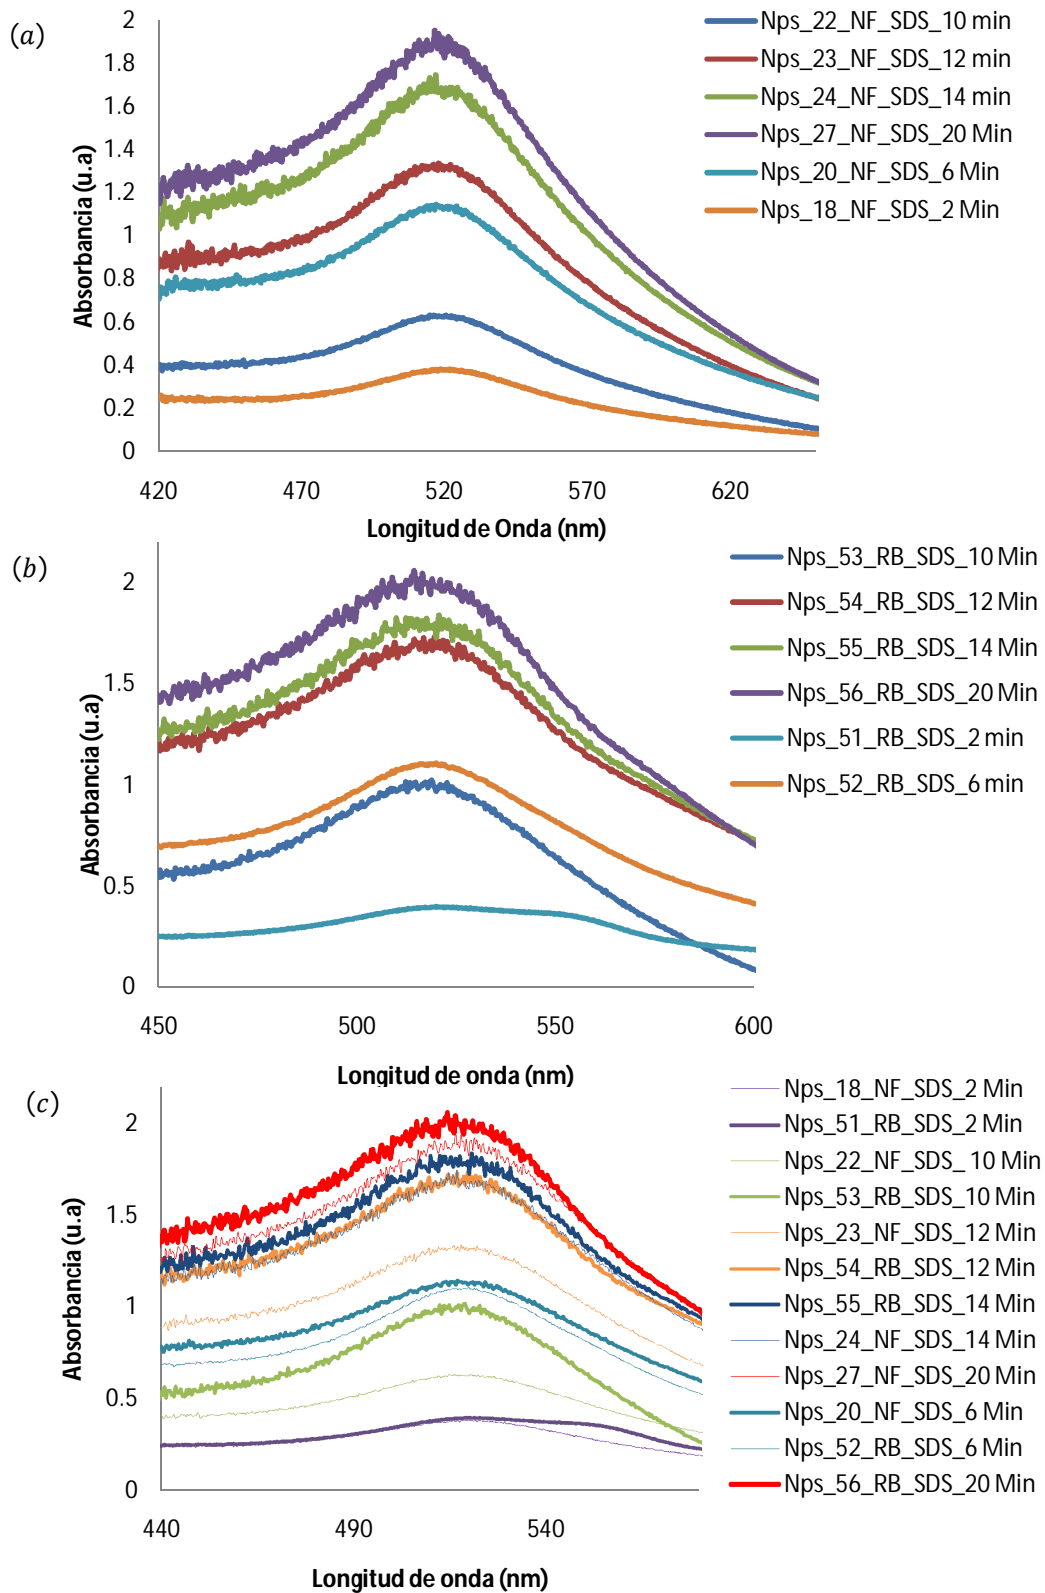 (a)
2
1.8
1.6
1.4
1.2
1
0.8
0.6
0.4
0.2
0
Absorbancia (u.a)
420 470 520 570 620
Longitud de Onda (nm)
Nps_22_NF_SDS_10 min
Nps_23_NF_SDS_12 min
Nps_24_NF_SDS_14 min
Nps_27_NF_SDS_20 Min
Nps_20_NF_SDS_6 Min
Nps_18_NF_SDS_2 Min
(b)
2
1.5
1
0.5
0
Absorbancia (u.a)
450 500 550 600
Longitud de onda (nm)
Nps_53_RB_SDS_10 Min
Nps_54_RB_SDS_12 Min
Nps_55_RB_SDS_14 Min
Nps_56_RB_SDS_20 Min
Nps_51_RB_SDS_2 min
Nps_52_RB_SDS_6 min
(c)
2
1.5
1
0.5
0
Absorbancia (u.a)
440 490 540
Longitud de onda (nm)
Nps_18_NF_SDS_2 Min
Nps_51_RB_SDS_2 Min
Nps_22_NF_SDS_ 10 Min
Nps_53_RB_SDS_10 Min
Nps_23_NF_SDS_12 Min
Nps_54_RB_SDS_12 Min
Nps_55_RB_SDS_14 Min
Nps_24_NF_SDS_14 Min
Nps_27_NF_SDS_20 Min
Nps_20_NF_SDS_6 Min
Nps_52_RB_SDS_6 Min
Nps_56_RB_SDS_20 Min